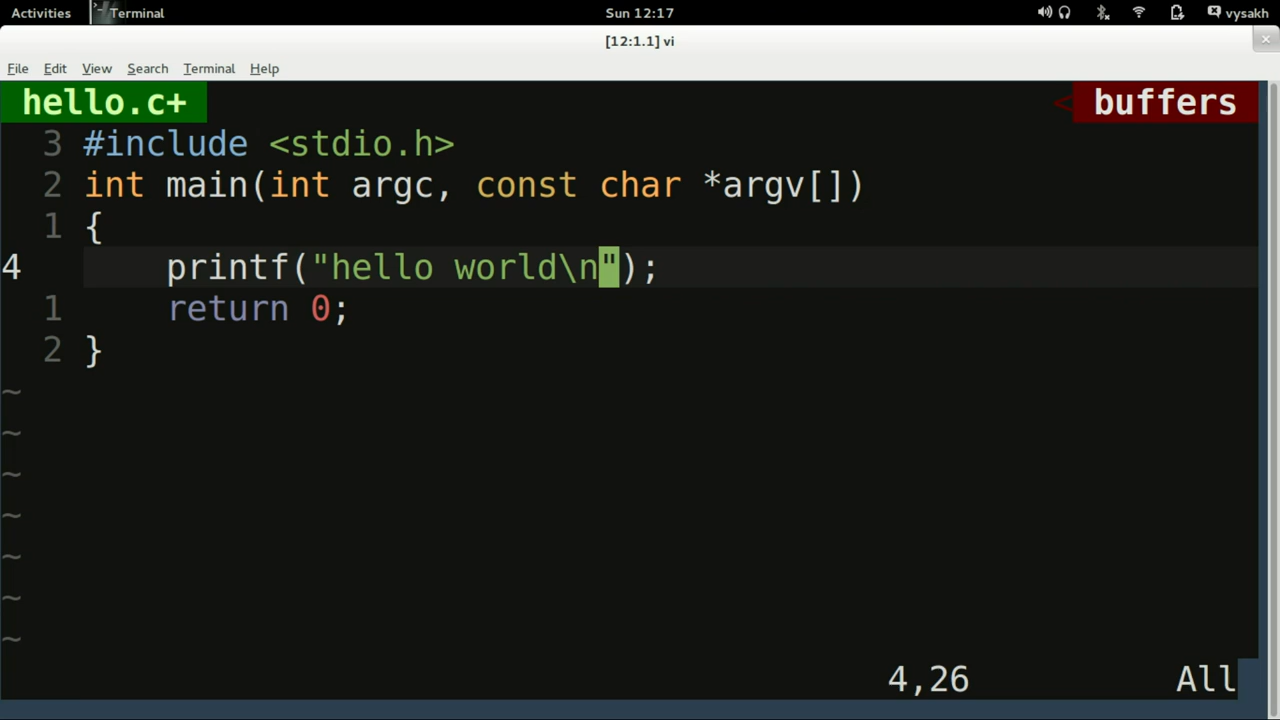 Activities Terminal Sun 12:17 vysakh
[12:1.1] vi
File Edit View Search Terminal Help
hello.c+ < buffers
3 #include <stdio.h>
2 int main(int argc, const char *argv[])
1 {
4 printf("hello world\n");
1 return 0;
2 }
~
~
~
~
~
~
~
4,26 All